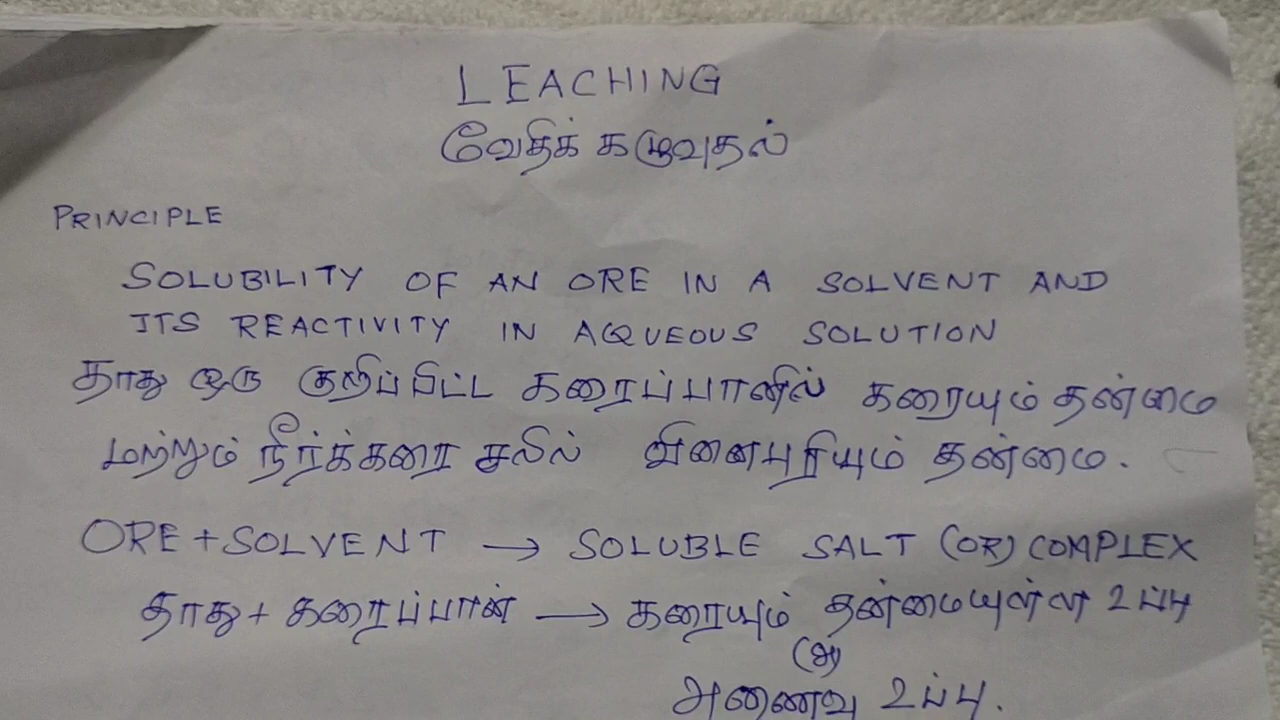 LEACHING
வேதிக் கழுவுதல்
PRINCIPLE
SOLUBILITY OF AN ORE IN A SOLVENT AND
ITS REACTIVITY IN AQUEOUS SOLUTION
தாது ஒரு குறிப்பிட்ட கரைப்பானில் கரையும் தன்மை
மற்றும் நீர்க்கரை சலில் வினைபுரியும் தன்மை.
ORE + SOLVENT → SOLUBLE SALT (OR) COMPLEX
தாது + கரைப்பான் → கரையும் தன்மையுள்ள உப்பு
(அ)
அணைவு உப்பு.